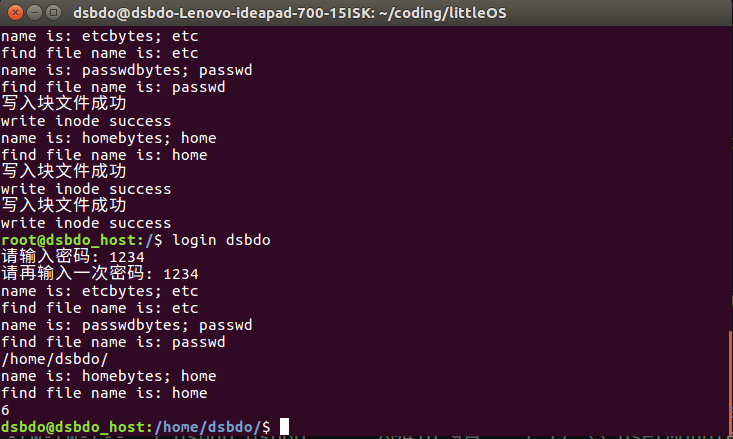 dsbdo@dsbdo-Lenovo-ideapad-700-15ISK: ~/coding/littleOS
name is: etcbytes; etc
find file name is: etc
name is: passwdbytes; passwd
find file name is: passwd
写入块文件成功
write inode success
name is: homebytes; home
find file name is: home
写入块文件成功
write inode success
写入块文件成功
write inode success
root@dsbdo_host:/$ login dsbdo
请输入密码: 1234
请再输入一次密码: 1234
name is: etcbytes; etc
find file name is: etc
name is: passwdbytes; passwd
find file name is: passwd
/home/dsbdo/
name is: homebytes; home
find file name is: home
6
dsbdo@dsbdo_host:/home/dsbdo/$